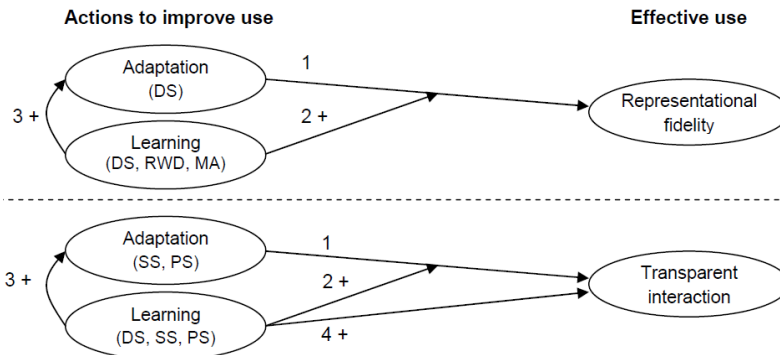 Actions to improve use
Effective use
Adaptation
(DS)
1
3 +
2 +
Learning
(DS, RWD, MA)
Representational
fidelity
Adaptation
(SS, PS)
1
3 +
2 +
Learning
(DS, SS, PS)
4 +
Transparent
interaction